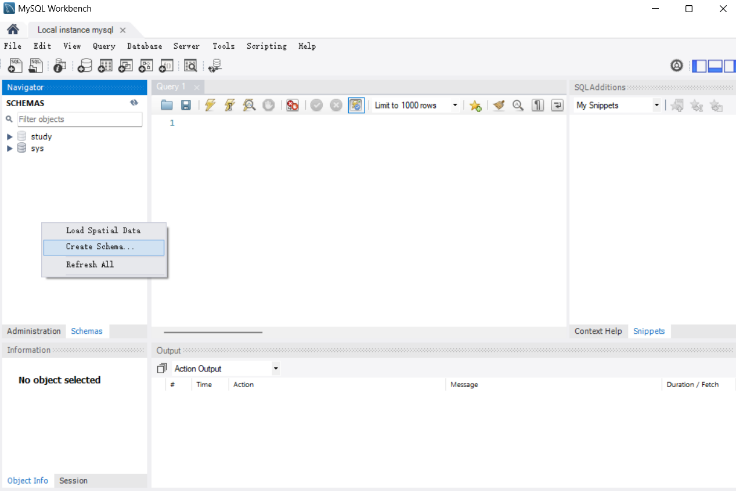 MySQL Workbench
Local instance mysql
File Edit View Query Database Server Tools Scripting Help
Navigator
SCHEMAS
Filter objects
study
sys
Load Spatial Data
Create Schema...
Refresh All
Administration Schemas
Information
No object selected
Object Info Session
Query 1
Limit to 1000 rows
1
SQLAdditions
My Snippets
Context Help Snippets
Output
Action Output
# Time Action Message Duration / Fetch